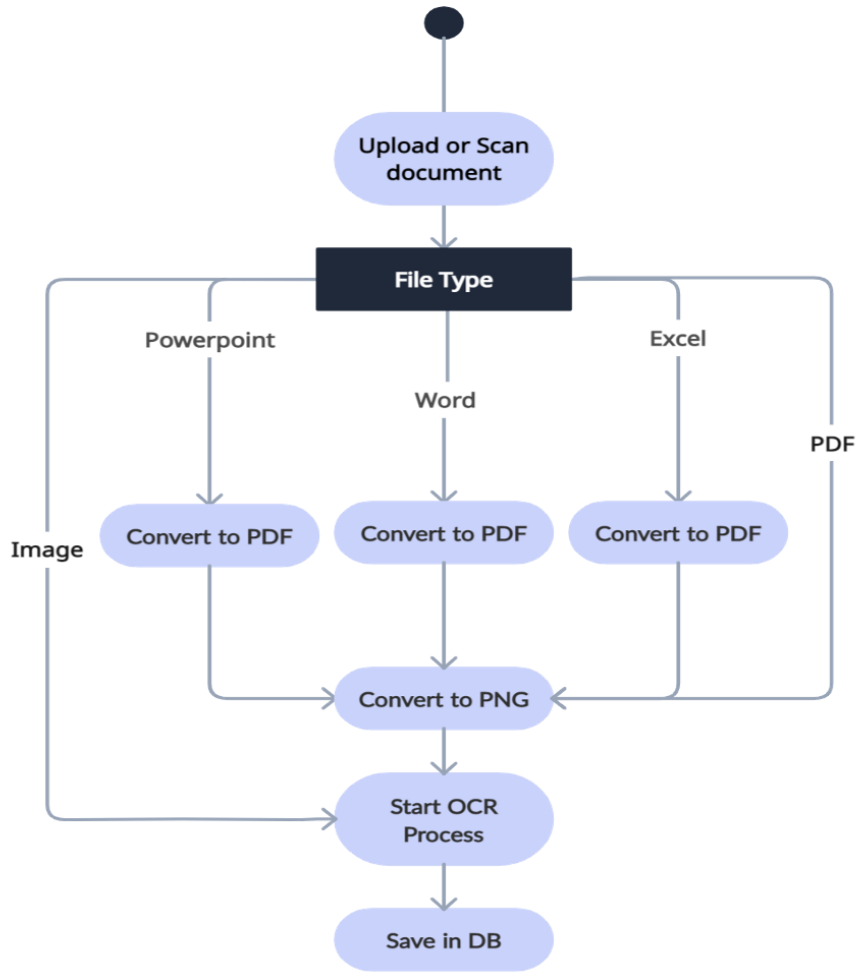 Upload or Scan
document
File Type
Powerpoint
Excel
Word
PDF
Image
Convert to PDF
Convert to PDF
Convert to PDF
Convert to PNG
Start OCR
Process
Save in DB